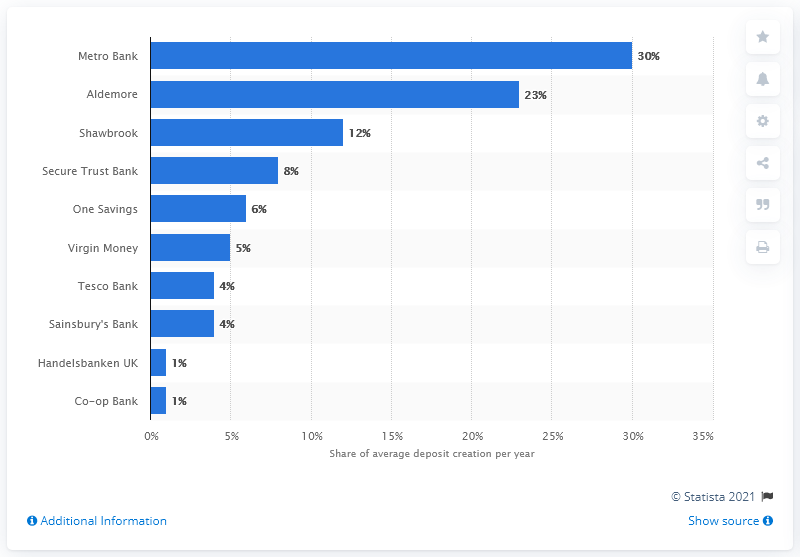 Metro Bank 30%
Aldemore 23%
Shawbrook 12%
Secure Trust Bank 8%
One Savings 6%
Virgin Money 5%
Tesco Bank 4%
Sainsbury's Bank 4%
Handelsbanken UK 1%
Co-op Bank 1%
0% 5% 10% 15% 20% 25% 30% 35%
Share of average deposit creation per year
© Statista 2021
Additional Information Show source